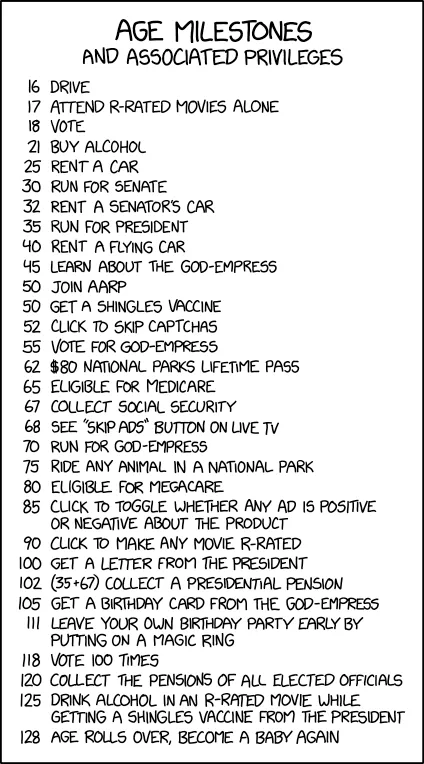 AGE MILESTONES
AND ASSOCIATED PRIVILEGES
16 DRIVE
17 ATTEND R-RATED MOVIES ALONE
18 VOTE
21 BUY ALCOHOL
25 RENT A CAR
30 RUN FOR SENATE
32 RENT A SENATOR'S CAR
35 RUN FOR PRESIDENT
40 RENT A FLYING CAR
45 LEARN ABOUT THE GOD-EMPRESS
50 JOIN AARP
50 GET A SHINGLES VACCINE
52 CLICK TO SKIP CAPTCHAS
55 VOTE FOR GOD-EMPRESS
62 $80 NATIONAL PARKS LIFETIME PASS
65 ELIGIBLE FOR MEDICARE
67 COLLECT SOCIAL SECURITY
68 SEE "SKIP ADS" BUTTON ON LIVE TV
70 RUN FOR GOD-EMPRESS
75 RIDE ANY ANIMAL IN A NATIONAL PARK
80 ELIGIBLE FOR MEGACARE
85 CLICK TO TOGGLE WHETHER ANY AD IS POSITIVE
OR NEGATIVE ABOUT THE PRODUCT
90 CLICK TO MAKE ANY MOVIE R-RATED
100 GET A LETTER FROM THE PRESIDENT
102 (35+67) COLLECT A PRESIDENTIAL PENSION
105 GET A BIRTHDAY CARD FROM THE GOD-EMPRESS
111 LEAVE YOUR OWN BIRTHDAY PARTY EARLY BY
PUTTING ON A MAGIC RING
118 VOTE 100 TIMES
120 COLLECT THE PENSIONS OF ALL ELECTED OFFICIALS
125 DRINK ALCOHOL IN AN R-RATED MOVIE WHILE
GETTING A SHINGLES VACCINE FROM THE PRESIDENT
128 AGE ROLLS OVER, BECOME A BABY AGAIN